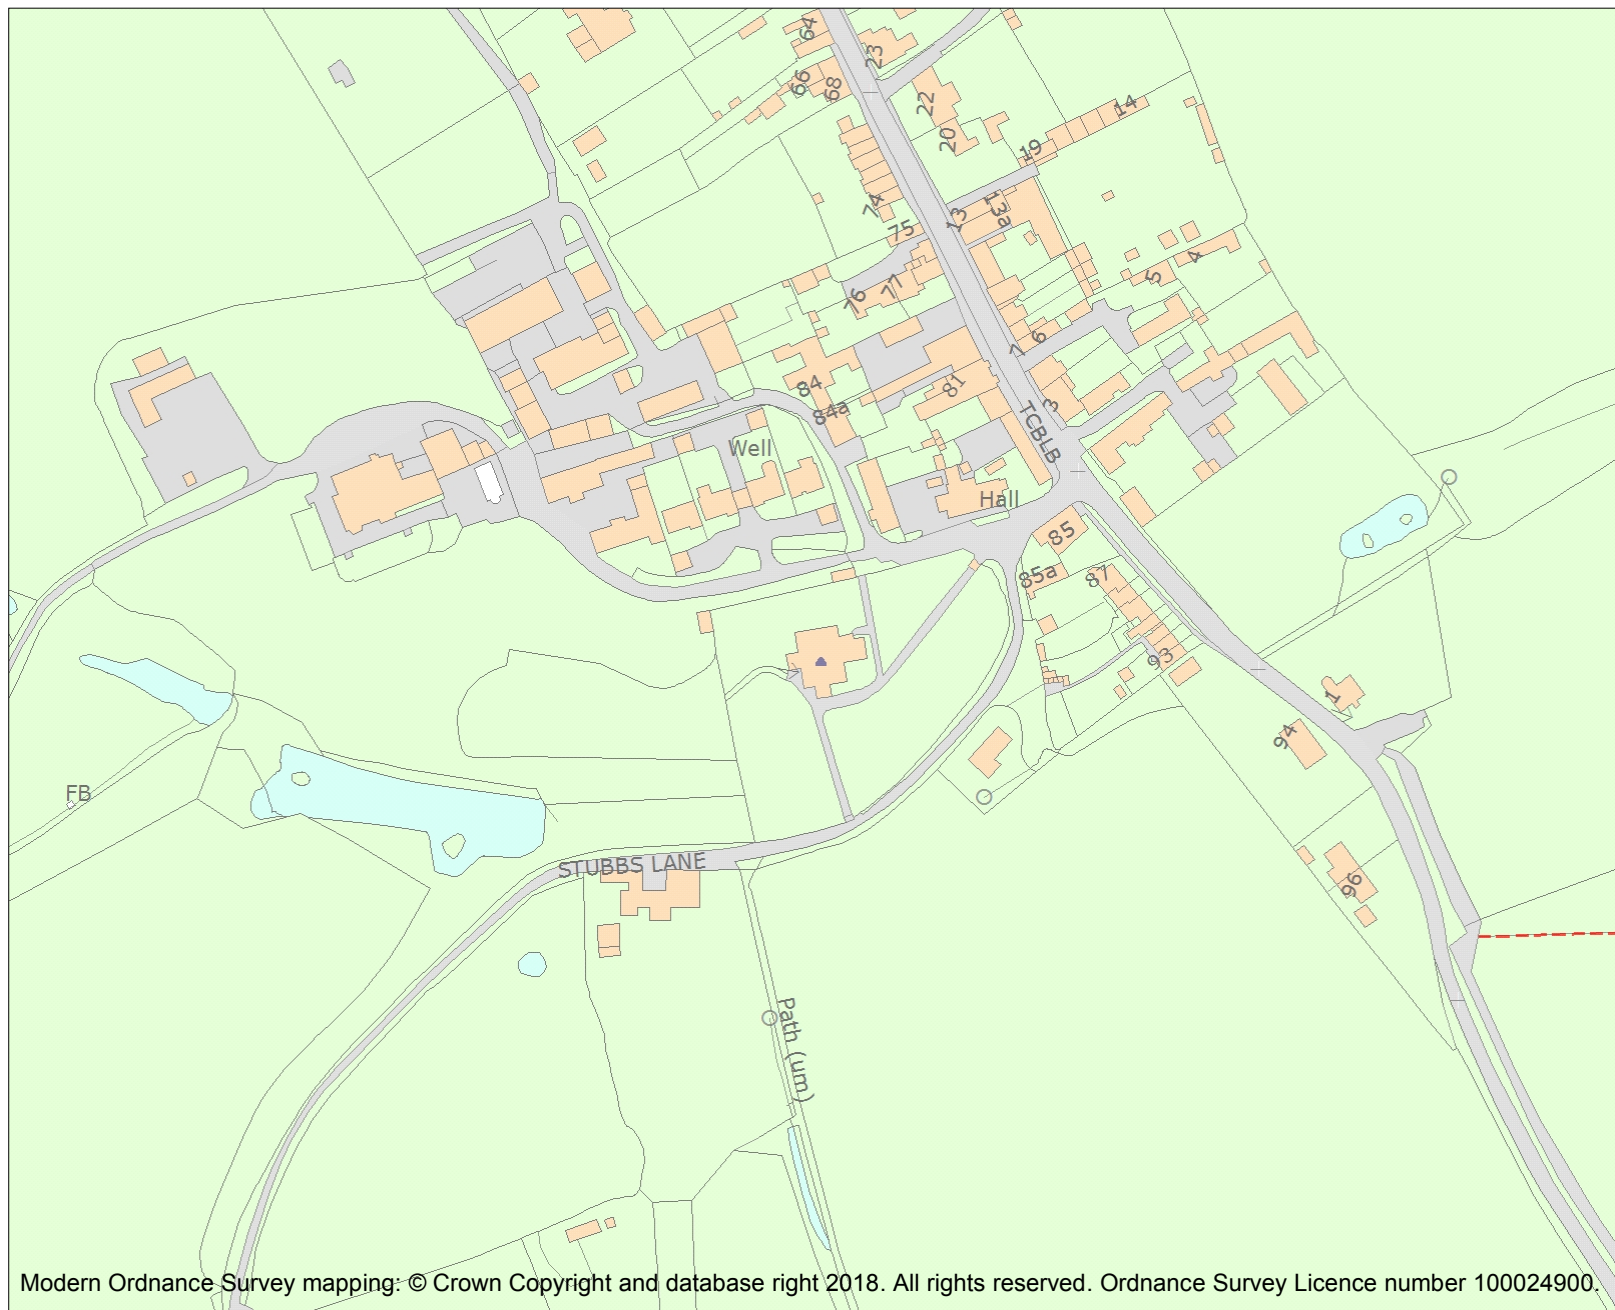 64
23
66
68
22
14
20
19
74
13
13a
75
5
4
76
77
7
6
84
81
84a
3
TCBLB
Well
Hall
85
85a
87
93
1
94
FB
STUBBS LANE
96
Path (um)
Modern Ordnance Survey mapping: © Crown Copyright and database right 2018. All rights reserved. Ordnance Survey Licence number 100024900.